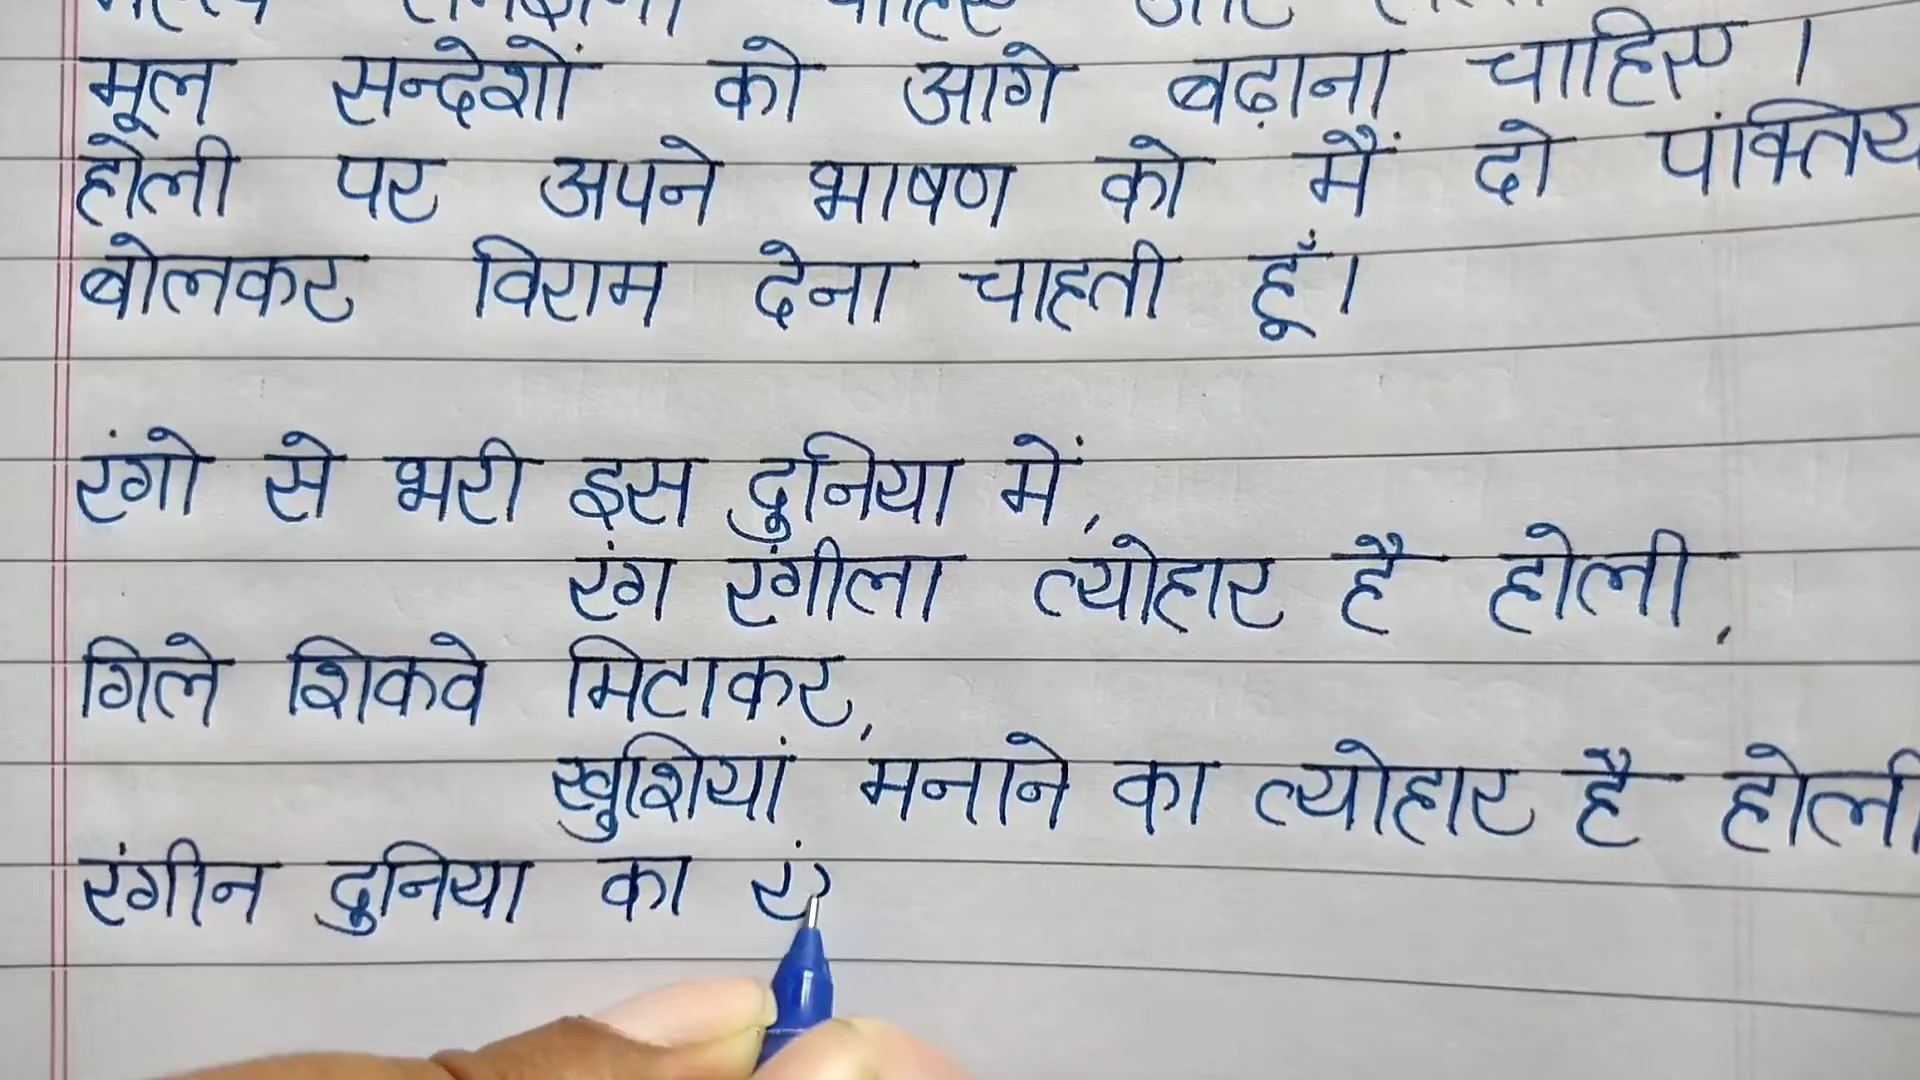 मूल सन्देशों को आगे बढ़ाना चाहिए।
होली पर अपने भाषण को मैं दो
बोलकर विराम देना चाहती हूँ।
रंगो से भरी इस दुनिया में,
रंग रंगीला त्योहार है होली,
गिले शिकवे मिटाकर,
खुशियां मनाने का त्योहार है होली
रंगीन दुनिया का